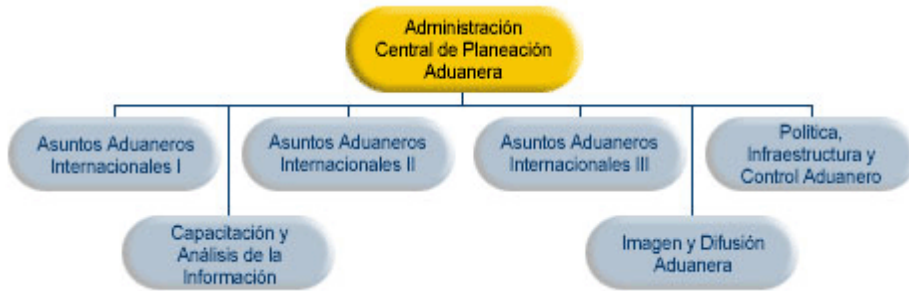 Administración
Central de Planeación
Aduanera
Asuntos Aduaneros
Internacionales I
Asuntos Aduaneros
Internacionales II
Asuntos Aduaneros
Internacionales III
Política,
Infraestructura y
Control Aduanero
Capacitación y
Análisis de la
Información
Imagen y Difusión
Aduanera